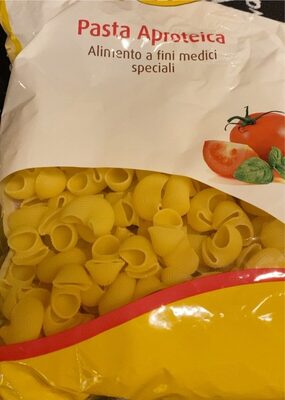 Pasta Aproteica
Alimento a fini medici
speciali